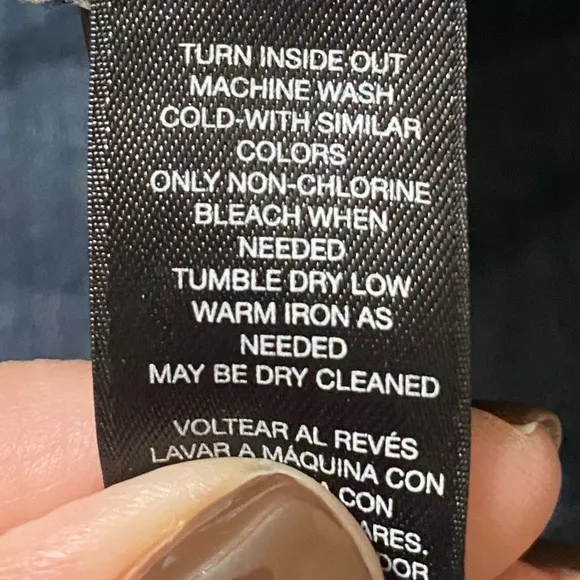 TURN INSIDE OUT
MACHINE WASH
COLD-WITH SIMILAR
COLORS
ONLY NON-CHLORINE
BLEACH WHEN
NEEDED
TUMBLE DRY LOW
WARM IRON AS
NEEDED
MAY BE DRY CLEANED
VOLTEAR AL REVÉS
LAVAR A MÁQUINA CON
CON